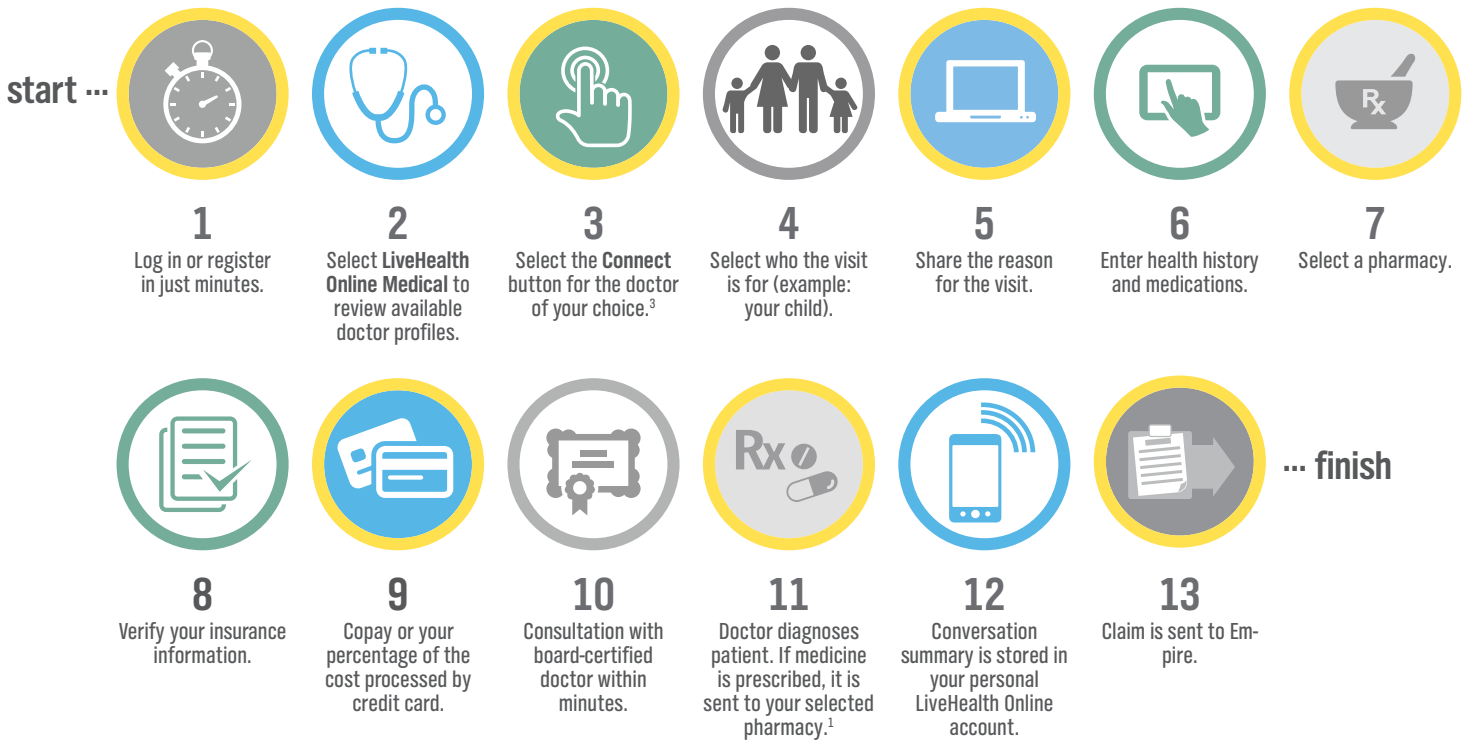 start ...
1
Log in or register
in just minutes.
2
Select LiveHealth
Online Medical to
review available
doctor profiles.
3
Select the Connect
button for the doctor
of your choice.3
4
Select who the visit
is for (example:
your child).
5
Share the reason
for the visit.
6
Enter health history
and medications.
Rx
7
Select a pharmacy.
8
Verify your insurance
information.
9
Copay or your
percentage of the
cost processed by
credit card.
10
Consultation with
board-certified
doctor within
minutes.
Rx
11
Doctor diagnoses
patient. If medicine
is prescribed, it is
sent to your selected
pharmacy.1
12
Conversation
summary is stored in
your personal
LiveHealth Online
account.
13
Claim is sent to Em-
pire.
... finish